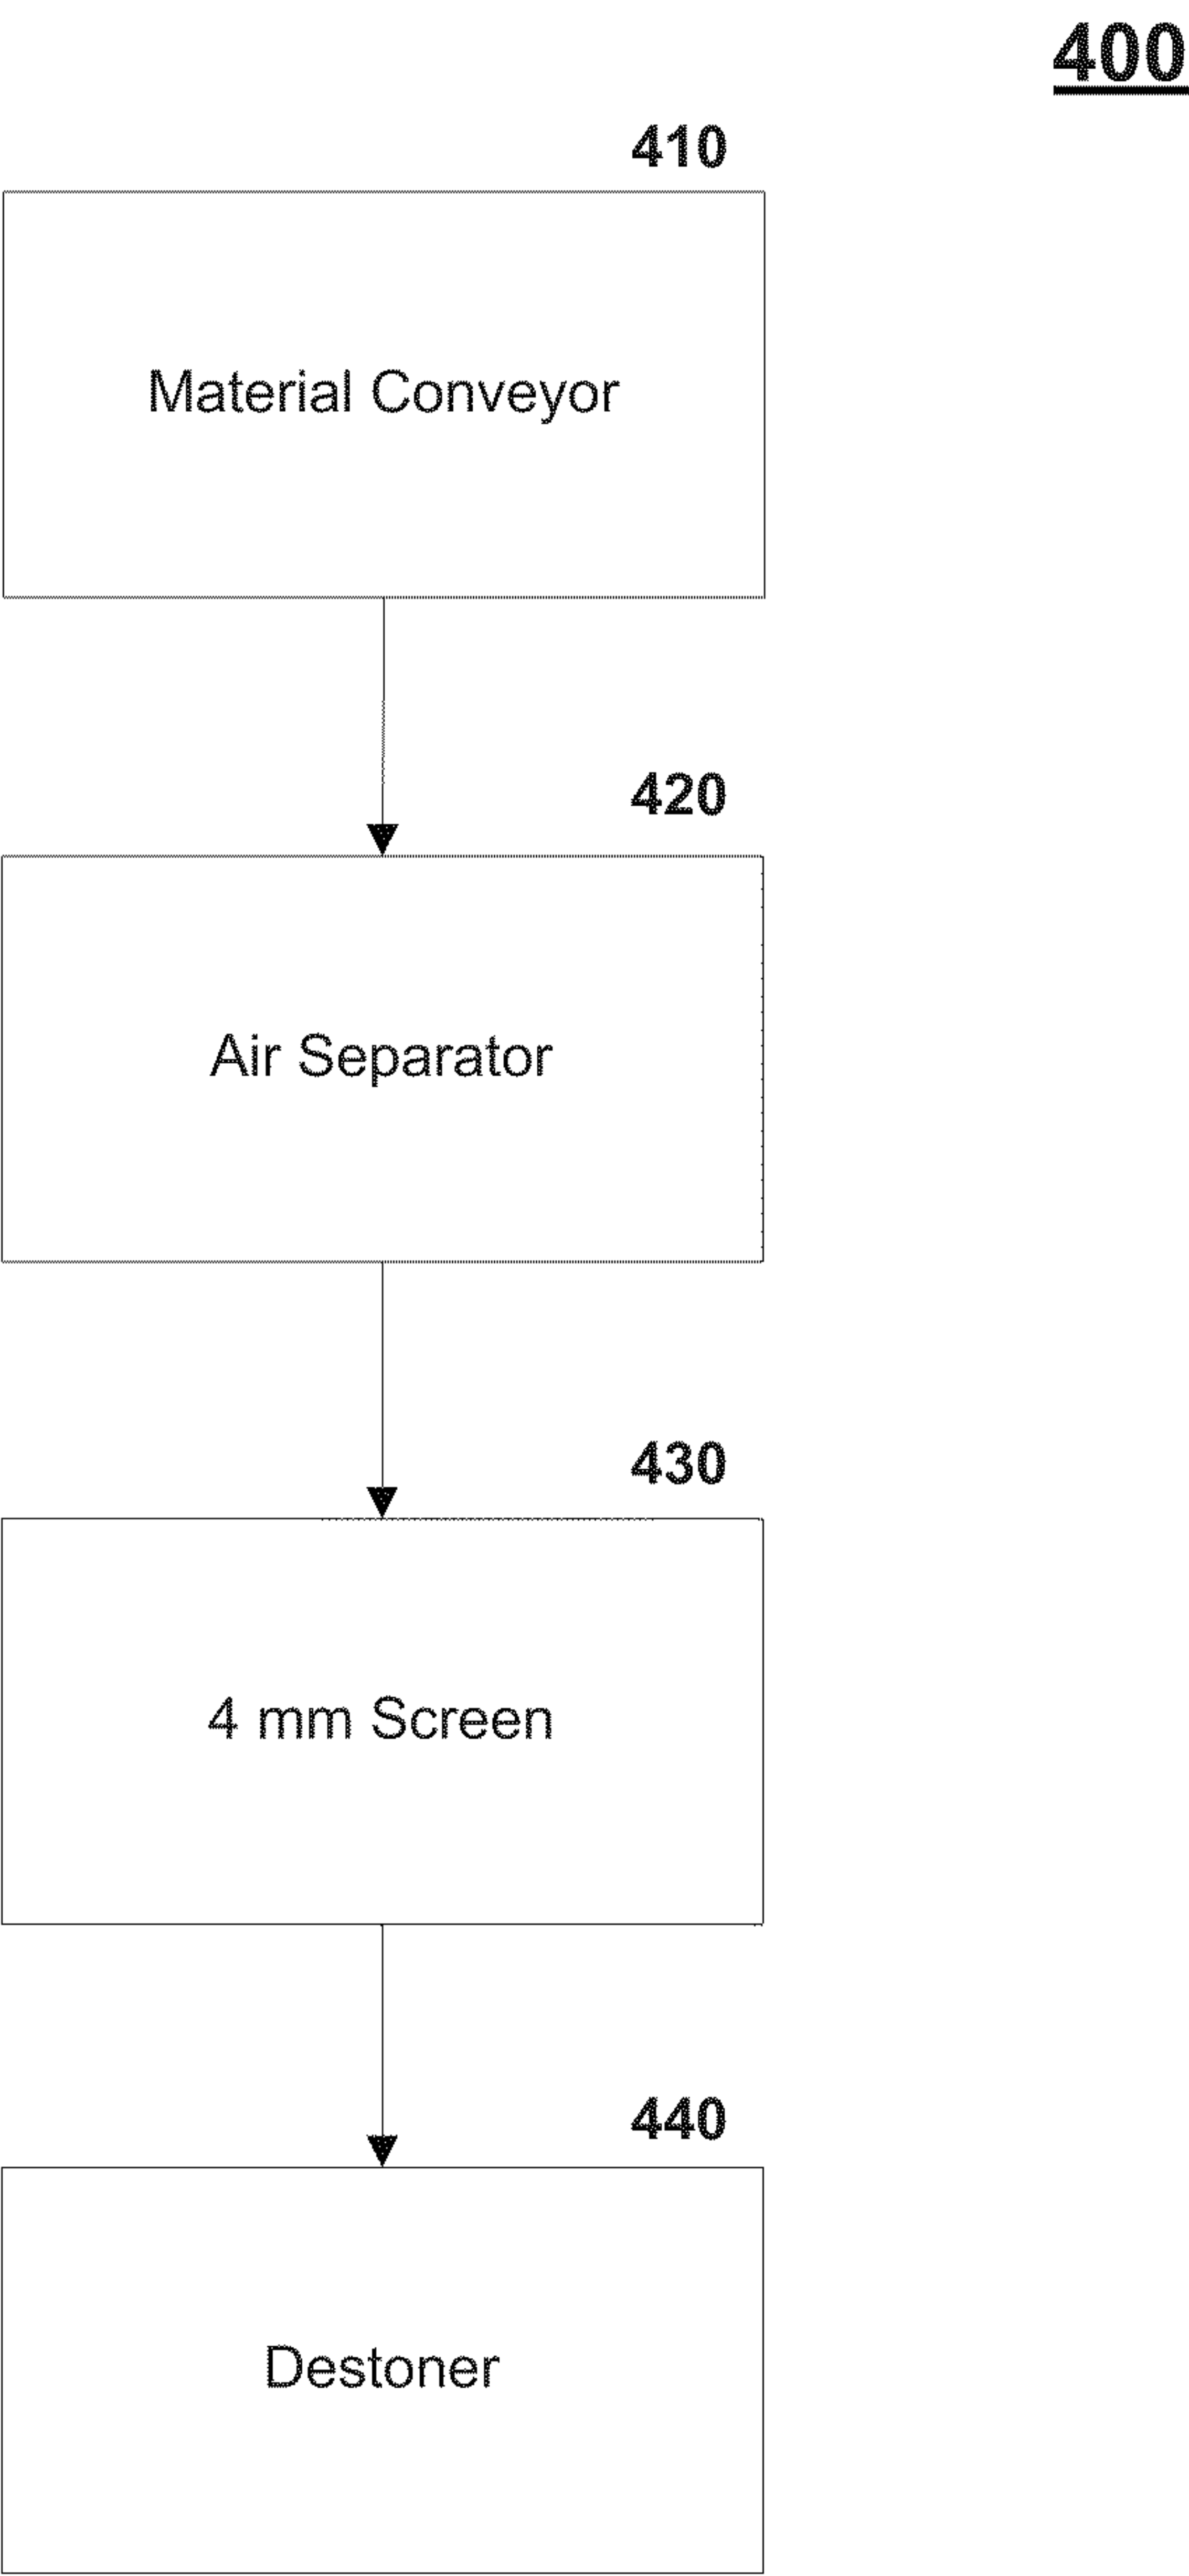 400
410
Material Conveyor
420
Air Separator
430
4 mm Screen
440
Destoner